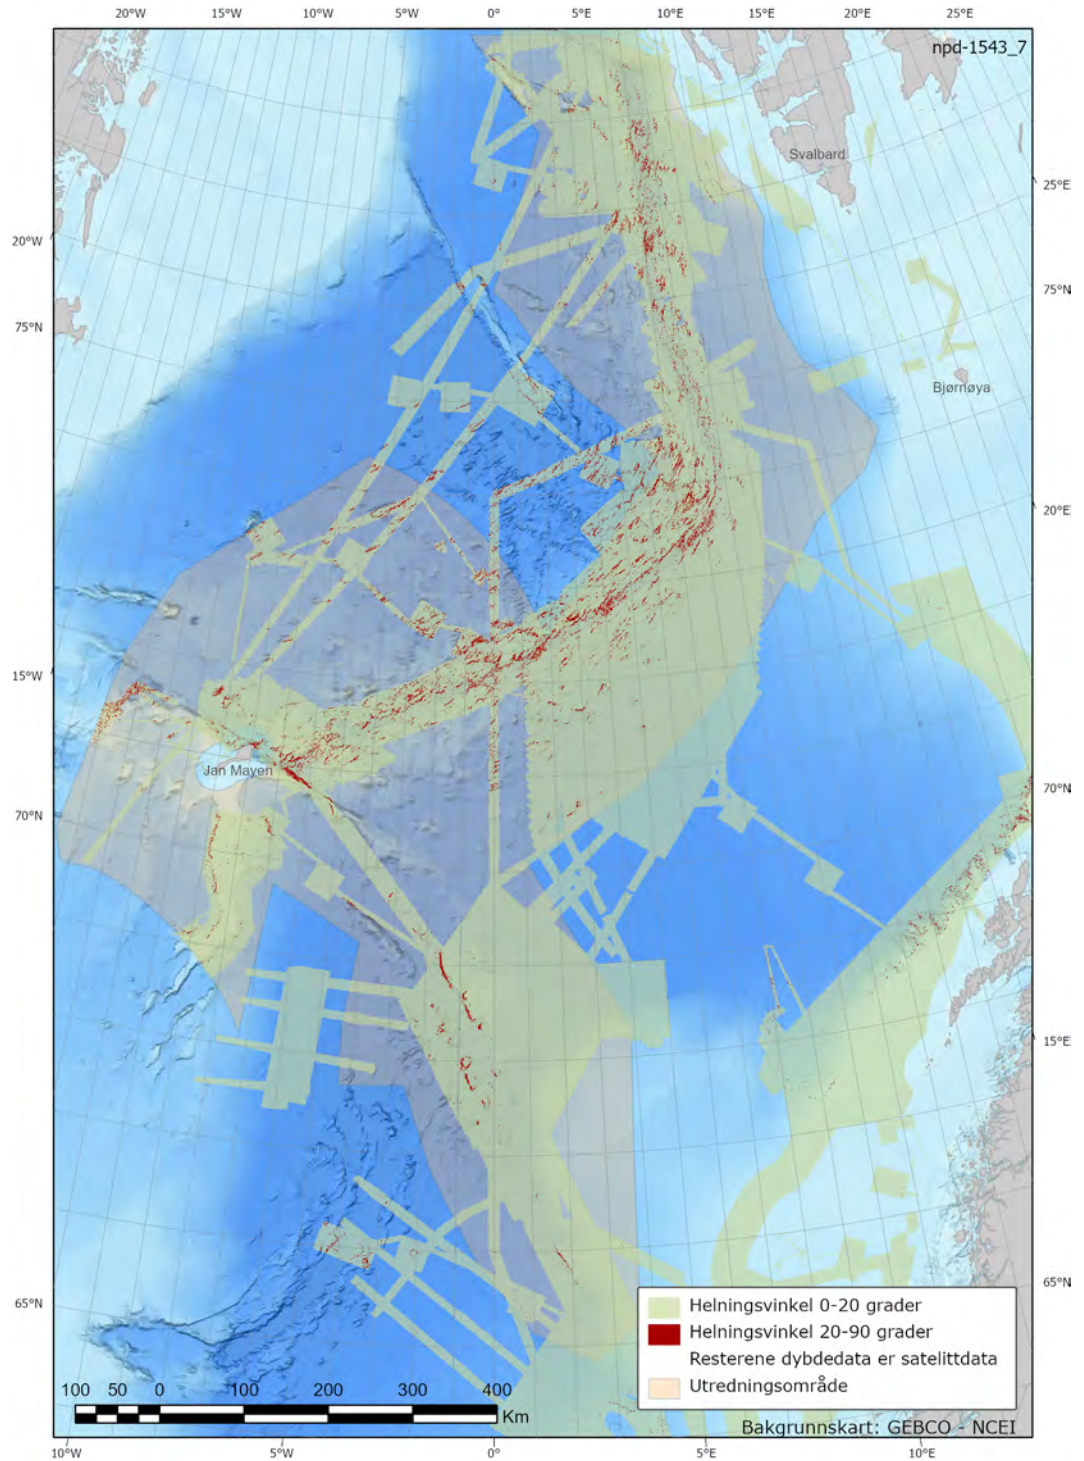 20°W 15°W 10°W 5°W 0° 5°E 10°E 15°E 20°E 25°E
npd-1543_7
Svalbard
25°E
20°W
75°N
75°N
Bjørnøya
20°E
15°W
Jan Mayen
70°N
70°N
15°E
65°N
65°N
Helningsvinkel 0-20 grader
Helningsvinkel 20-90 grader
Resterene dybdedata er satelittdata
Utredningsområde
100 50 0 100 200 300 400
Km
Bakgrunnskart: GEBCO - NCEI
10°W 5°W 0° 5°E 10°E